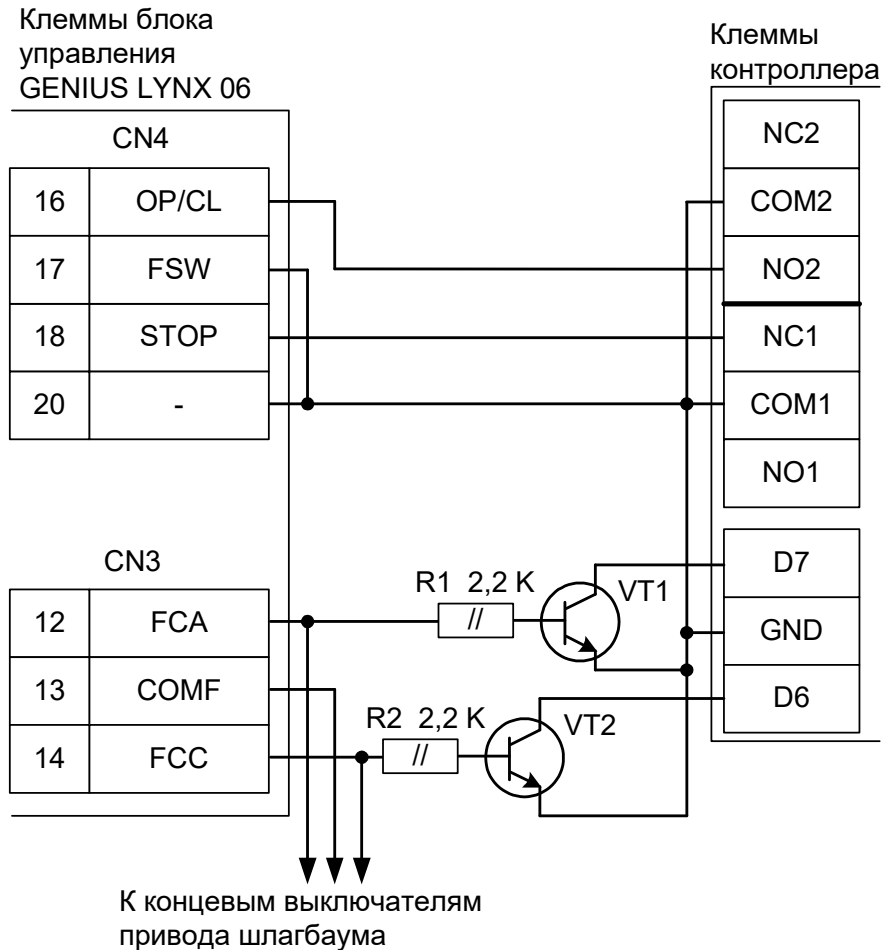 Клеммы блока
управления
GENIUS LYNX 06
Клеммы
контроллера
CN4
16 OP/CL
17 FSW
18 STOP
20 -
NC2
COM2
NO2
NC1
COM1
NO1
CN3
12 FCA
13 COMF
14 FCC
R1 2,2 K
//
VT1
R2 2,2 K
//
VT2
D7
GND
D6
К концевым выключателям
привода шлагбаума